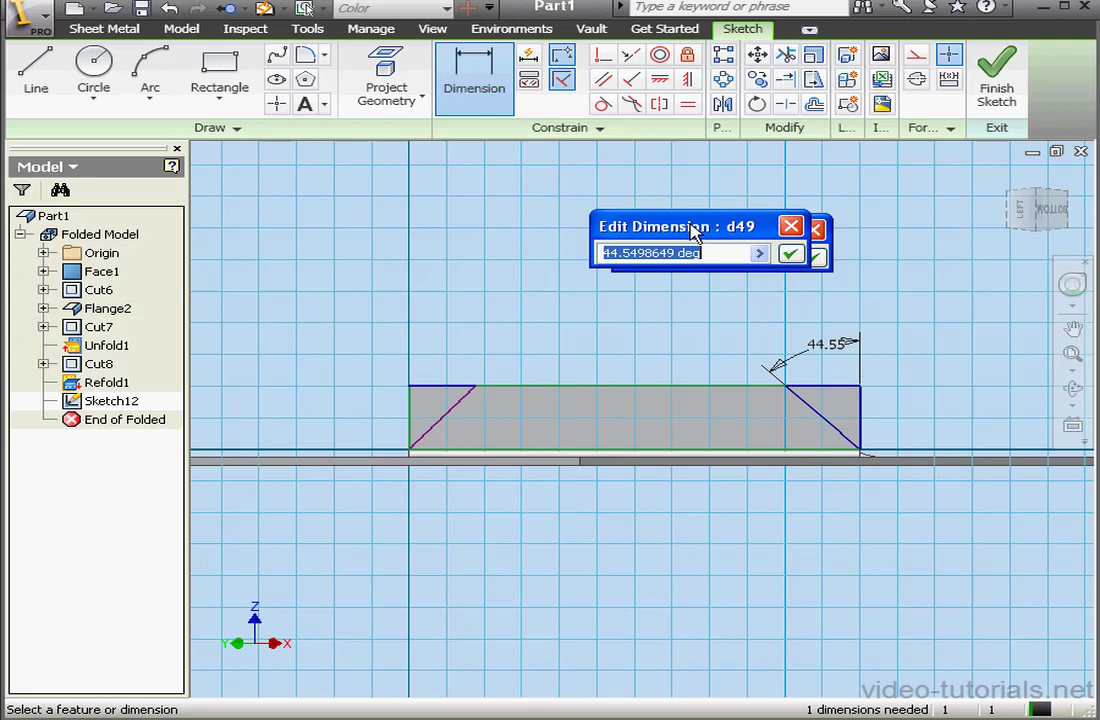 Part1
Type a keyword or phrase
Color
PRO
Sheet Metal
Model
Inspect
Tools
Manage
View
Environments
Vault
Get Started
Sketch
Line
Circle
Arc
Rectangle
A
Project
Geometry
Dimension
Finish
Sketch
Draw
Constrain
P...
Modify
L...
I...
For...
Exit
Model
Part1
Folded Model
Origin
Face1
Cut6
Flange2
Cut7
Unfold1
Cut8
Refold1
Sketch12
End of Folded
Edit Dimension : d49
44.5498649 deg
LEFT
BOTTOM
44.55
Z
Y
X
video-tutorials.net
Select a feature or dimension
1 dimensions needed
1
1